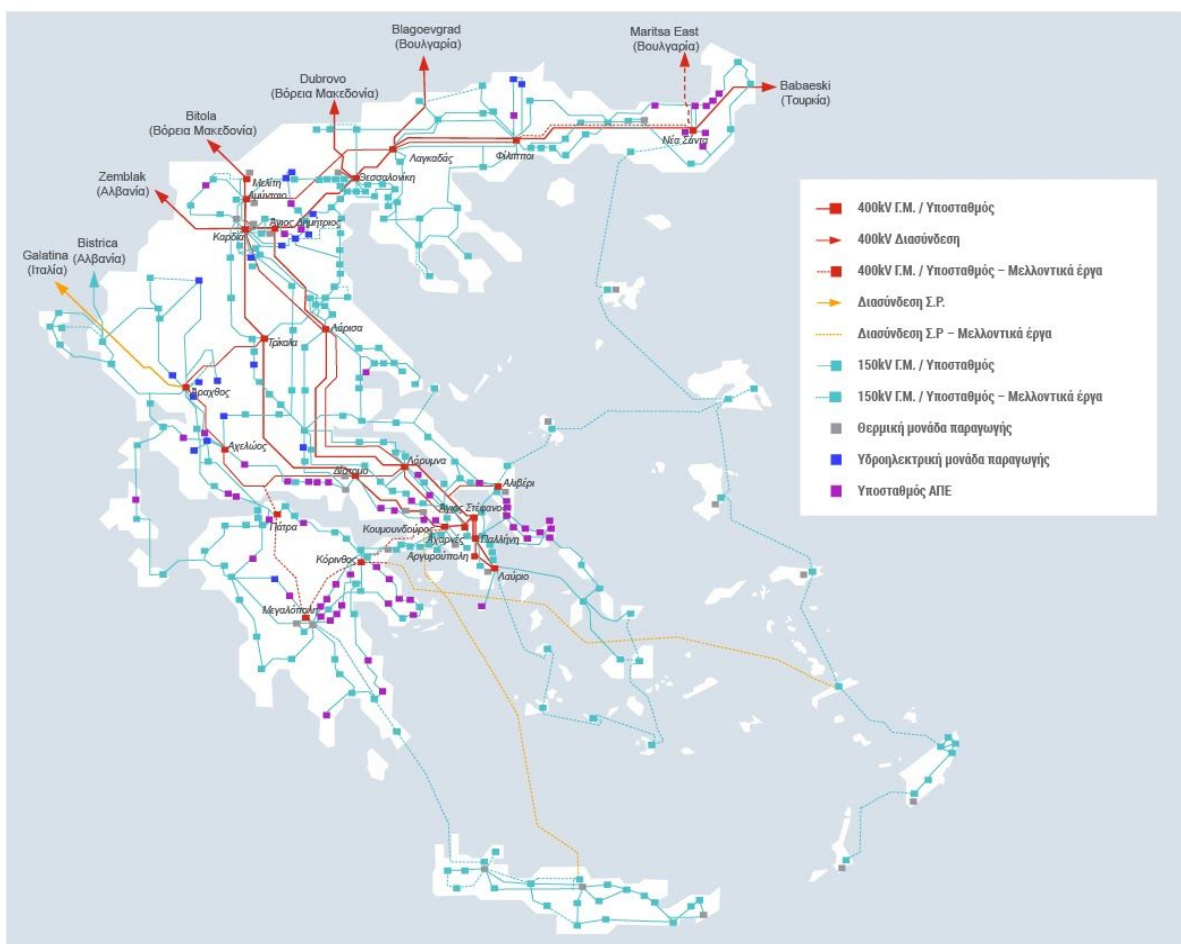 Blagoevgrad
(Βουλγαρία)
Maritsa East
(Βουλγαρία)
Dubrovo
(Βόρεια Μακεδονία)
Babaeski
(Τουρκία)
Bitola
(Βόρεια Μακεδονία)
Νέα Σάντα
Φίλιπποι
Λαγκαδάς
Zemblak
(Αλβανία)
Μελίτη
Θεσσαλονίκη
Αμύνταιο
Άγιος Δημήτριος
Καρδιά
Bistrica
(Αλβανία)
Galatina
(Ιταλία)
Λάρισα
Τρίκαλα
Άραχθος
Αχελώος
Λάρυμνα
Δίστομο
Αλιβέρι
Άγιος Στέφανος
Πάτρα
Κουμουνδούρος
Αχαρνές
Παλλήνη
Αργυρούπολη
Κόρινθος
Λαύριο
Μεγαλόπολη
400kV Γ.Μ. / Υποσταθμός
400kV Διασύνδεση
400kV Γ.Μ. / Υποσταθμός – Μελλοντικά έργα
Διασύνδεση Σ.Ρ.
Διασύνδεση Σ.Ρ – Μελλοντικά έργα
150kV Γ.Μ. / Υποσταθμός
150kV Γ.Μ. / Υποσταθμός – Μελλοντικά έργα
Θερμική μονάδα παραγωγής
Υδροηλεκτρική μονάδα παραγωγής
Υποσταθμός ΑΠΕ